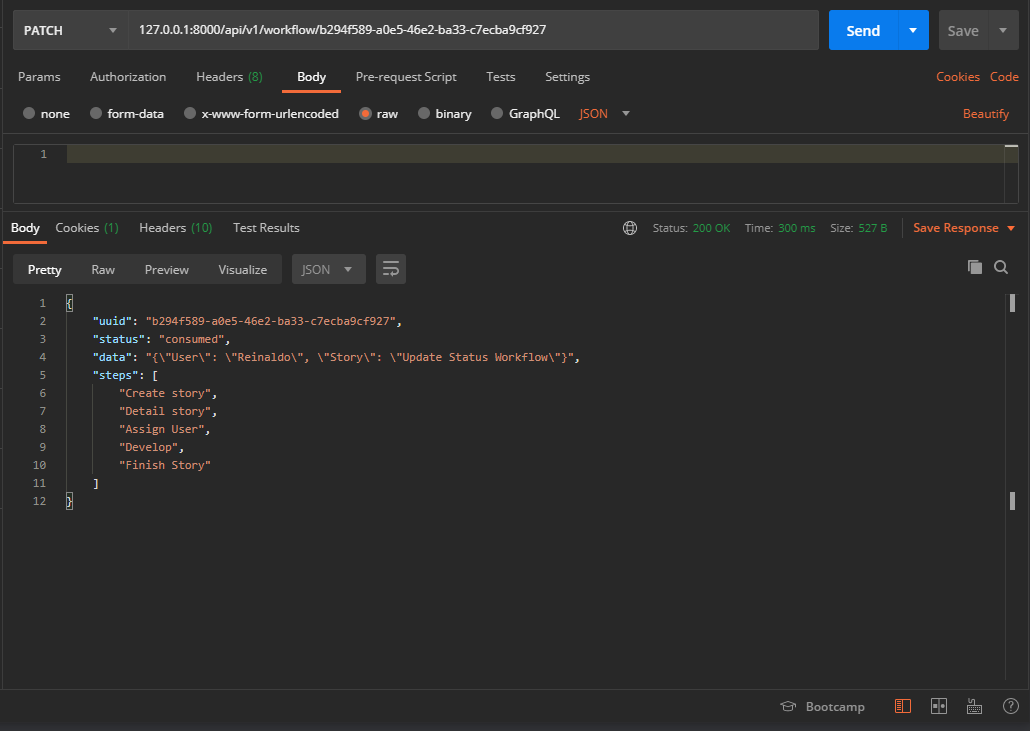 PATCH 127.0.0.1:8000/api/v1/workflow/b294f589-a0e5-46e2-ba33-c7ecba9cf927 Send Save
Params Authorization Headers (8) Body Pre-request Script Tests Settings Cookies Code
none form-data x-www-form-urlencoded raw binary GraphQL JSON Beautify
1
Body Cookies (1) Headers (10) Test Results Status: 200 OK Time: 300 ms Size: 527 B Save Response
Pretty Raw Preview Visualize JSON
1 {
2 "uuid": "b294f589-a0e5-46e2-ba33-c7ecba9cf927",
3 "status": "consumed",
4 "data": "{\"User\": \"Reinaldo\", \"Story\": \"Update Status Workflow\"}",
5 "steps": [
6 "Create story",
7 "Detail story",
8 "Assign User",
9 "Develop",
10 "Finish Story"
11 ]
12 }
Bootcamp